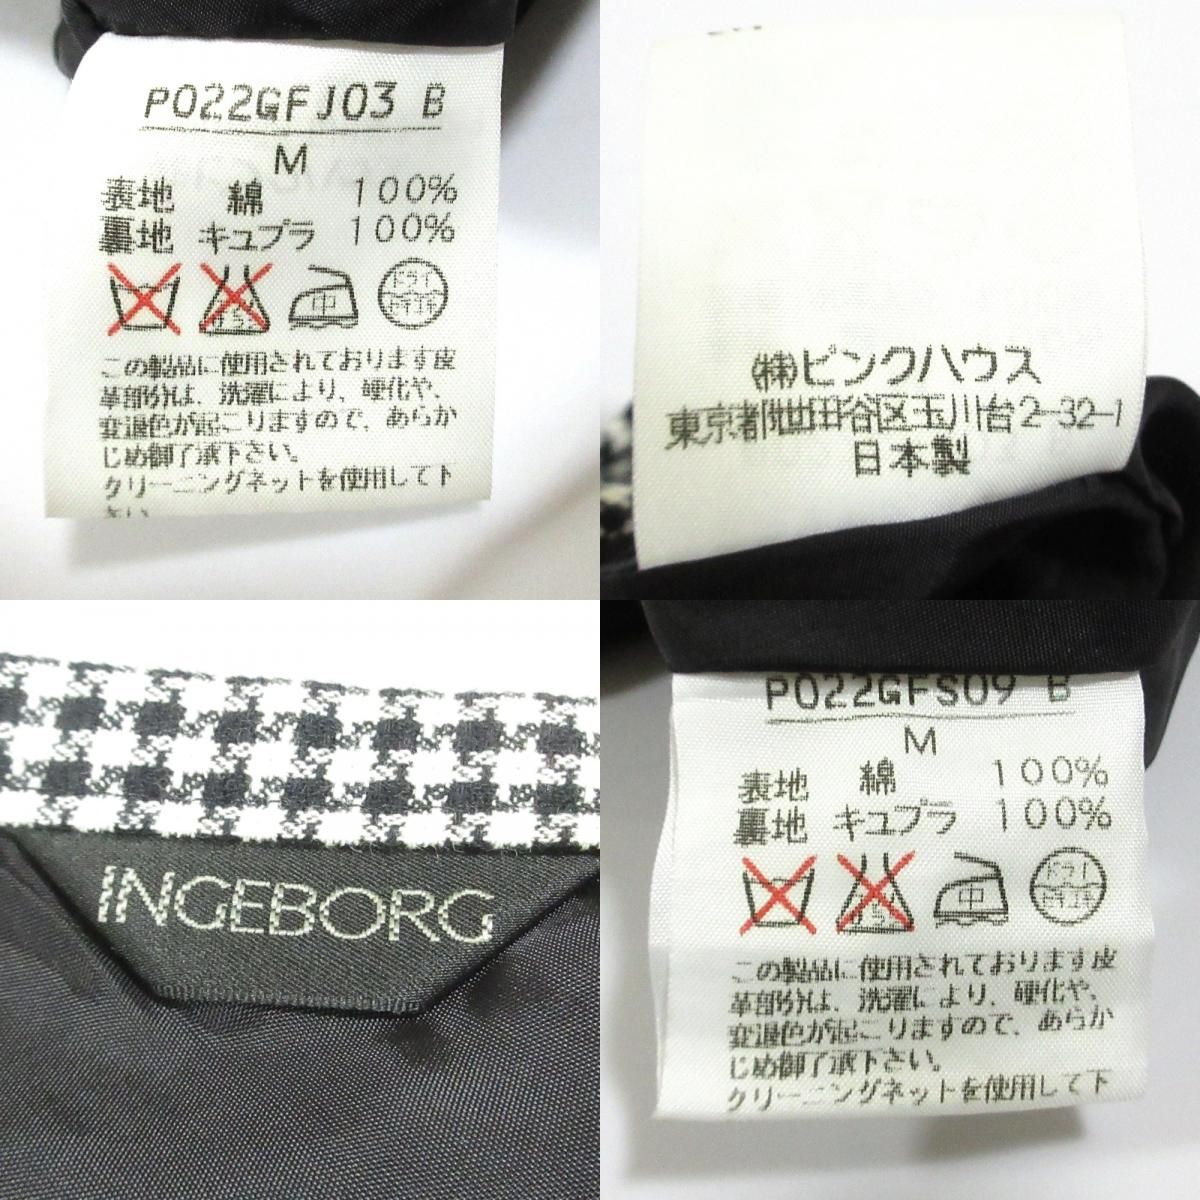 P022GFJ03 B
M
表地 綿 100%
裏地 キュプラ 100%
中 ドライ
この製品に使用されております皮
革部分は、洗濯により、硬化や、
変退色が起こりますので、あらか
じめ御了承下さい。
クリーニングネットを使用して下
さい
㈱ピンクハウス
東京都世田谷区玉川台2-32-1
日本製
INGEBORG
P022GFS09 B
M
表地 綿 100%
裏地 キュプラ 100%
中 ドライ
この製品に使用されております皮
革部分は、洗濯により、硬化や、
変退色が起こりますので、あらか
じめ御了承下さい。
クリーニングネットを使用して下